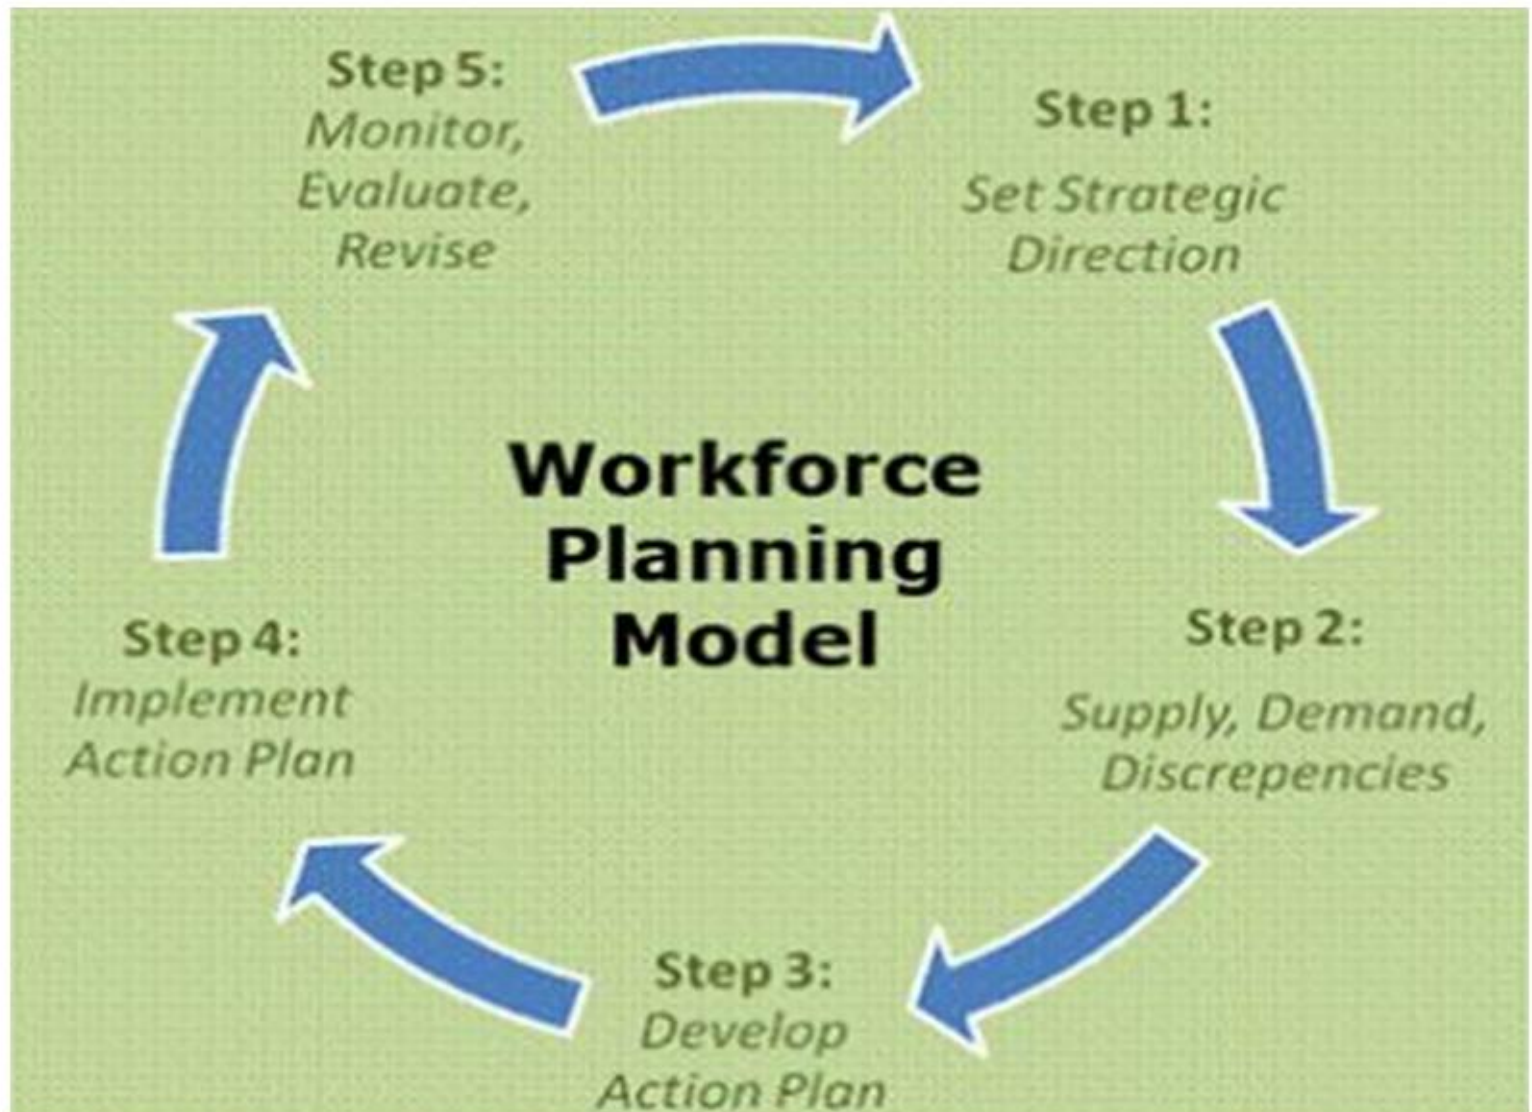 Step 5:
Monitor,
Evaluate,
Revise
Step 1:
Set Strategic
Direction
Workforce
Planning
Model
Step 2:
Supply, Demand,
Discrepencies
Step 4:
Implement
Action Plan
Step 3:
Develop
Action Plan